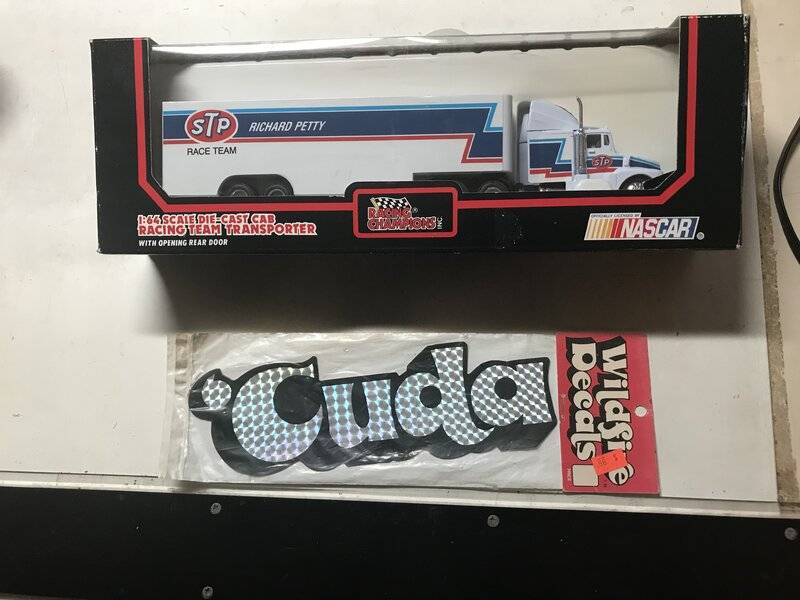 STP
RICHARD PETTY
RACE TEAM
STP
1:64 SCALE DIE-CAST CAB
RACING TEAM TRANSPORTER
WITH OPENING REAR DOOR
RACING
CHAMPIONS INC
OFFICIALLY LICENSED BY
NASCAR
'Cuda
Wildfire
Decals